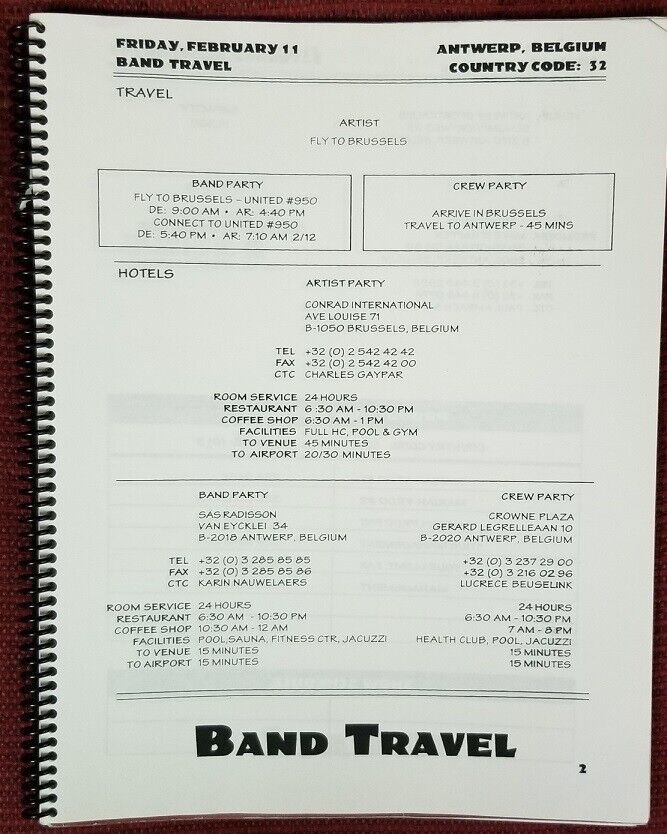 FRIDAY, FEBRUARY 11
BAND TRAVEL
ANTWERP, BELGIUM
COUNTRY CODE: 32
TRAVEL
ARTIST
FLY TO BRUSSELS
BAND PARTY
FLY TO BRUSSELS - UNITED #950
DE: 9:00 AM • AR: 4:40 PM
CONNECT TO UNITED #950
DE: 5:40 PM • AR: 7:10 AM 2/12
CREW PARTY
ARRIVE IN BRUSSELS
TRAVEL TO ANTWERP - 45 MINS
HOTELS
ARTIST PARTY
CONRAD INTERNATIONAL
AVE LOUISE 71
B-1050 BRUSSELS, BELGIUM
TEL +32 (0) 2 542 42 42
FAX +32 (0) 2 542 42 00
CTC CHARLES GAYPAR
ROOM SERVICE 24 HOURS
RESTAURANT 6:30 AM - 10:30 PM
COFFEE SHOP 6:30 AM - 1 PM
FACILITIES FULL HC, POOL & GYM
TO VENUE 45 MINUTES
TO AIRPORT 20/30 MINUTES
BAND PARTY
SAS RADISSON
VAN EYCKLEI 34
B-2018 ANTWERP, BELGIUM
TEL +32 (0) 3 285 85 85
FAX +32 (0) 3 285 85 86
CTC KARIN NAUWELAERS
ROOM SERVICE 24 HOURS
RESTAURANT 6:30 AM - 10:30 PM
COFFEE SHOP 10:30 AM - 12 AM
FACILITIES POOL, SAUNA, FITNESS CTR, JACUZZI
TO VENUE 15 MINUTES
TO AIRPORT 15 MINUTES
CREW PARTY
CROWNE PLAZA
GERARD LEGRELLEAAN 10
B-2020 ANTWERP, BELGIUM
+32 (0) 3 237 29 00
+32 (0) 3 216 02 96
LUCRECE BEUSELINK
24 HOURS
6:30 AM - 10:30 PM
7 AM - 8 PM
HEALTH CLUB, POOL, JACUZZI
15 MINUTES
15 MINUTES
BAND TRAVEL
2